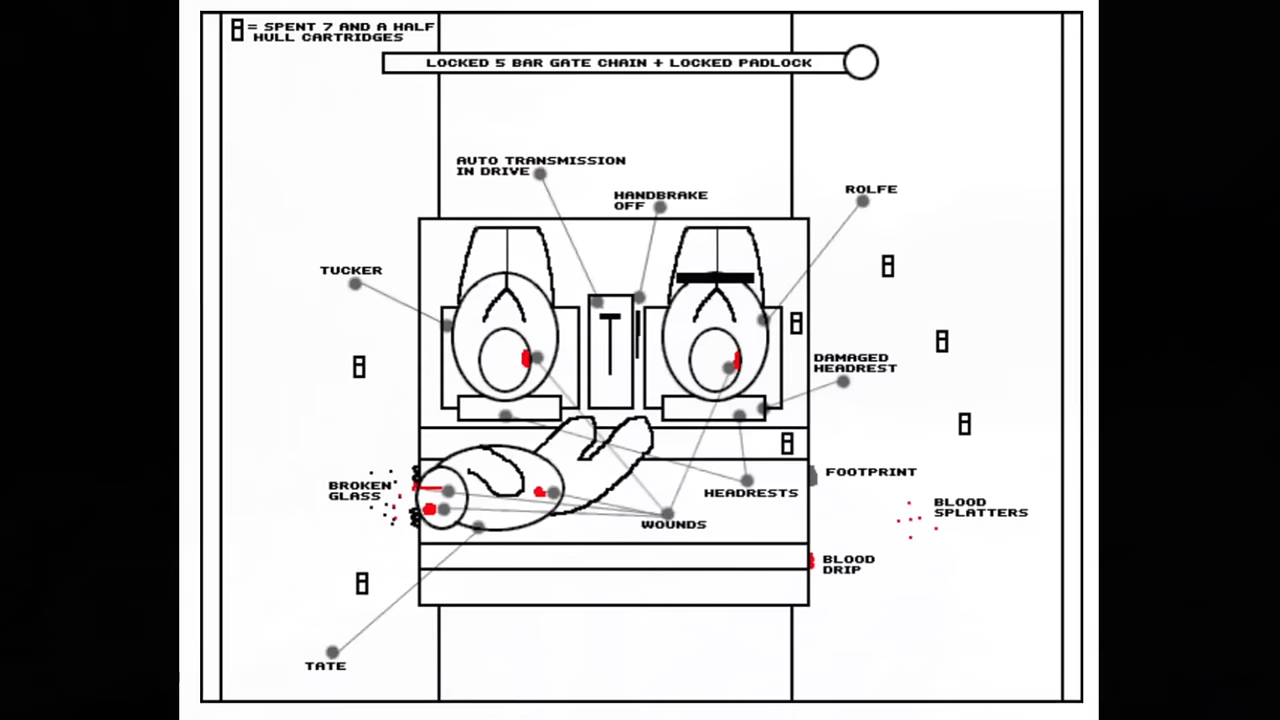 = SPENT 7 AND A HALF
HULL CARTRIDGES
LOCKED 5 BAR GATE CHAIN + LOCKED PADLOCK
AUTO TRANSMISSION
IN DRIVE
HANDBRAKE
OFF
ROLFE
TUCKER
DAMAGED
HEADREST
BROKEN
GLASS
FOOTPRINT
HEADRESTS
BLOOD
SPLATTERS
WOUNDS
BLOOD
DRIP
TATE